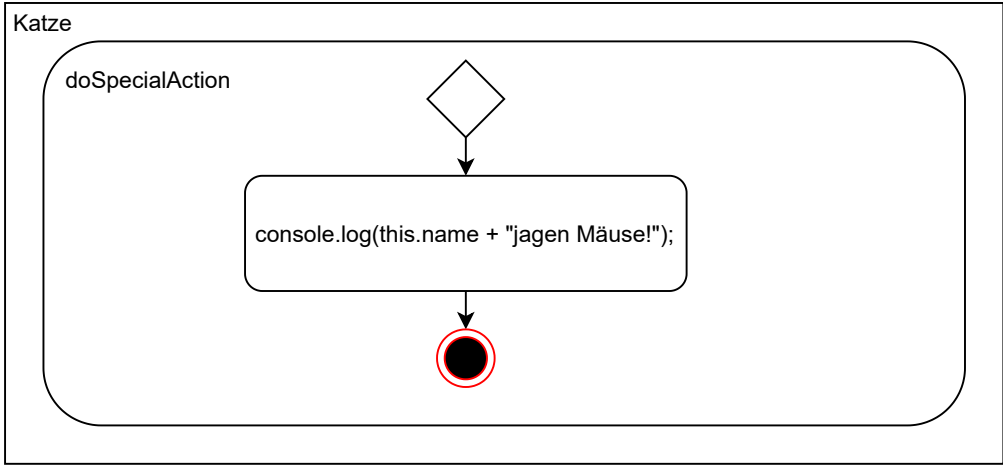 Katze
doSpecialAction
console.log(this.name + "jagen Mäuse!");